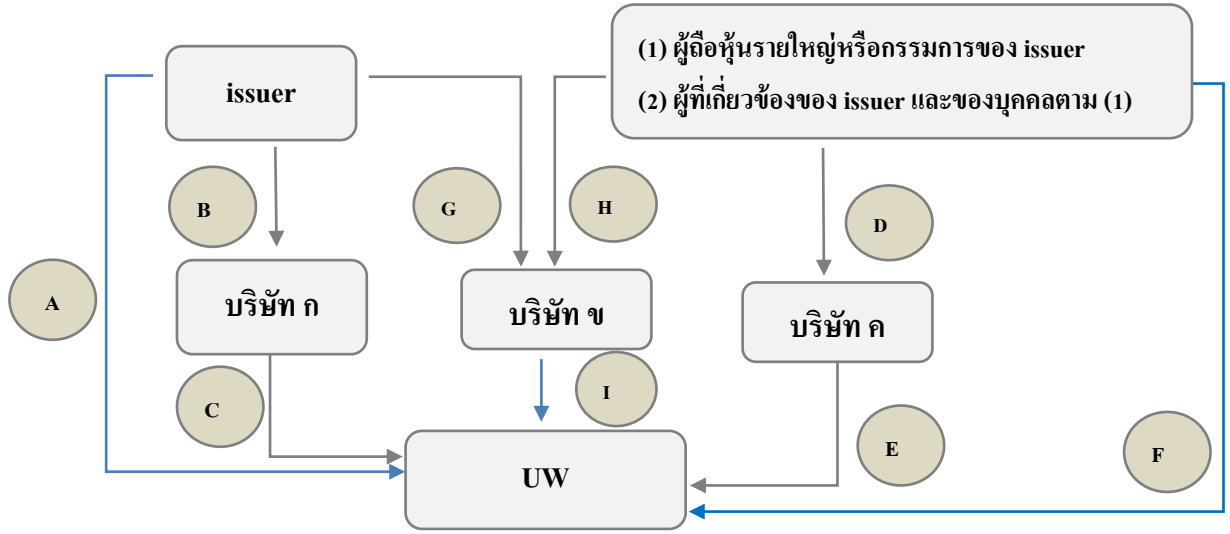 issuer
(1) ผู้ถือหุ้นรายใหญ่หรือกรรมการของ issuer
(2) ผู้ที่เกี่ยวข้องของ issuer และของบุคคลตาม (1)
B
G
H
D
A
บริษัท ก
บริษัท ข
บริษัท ค
C
I
E
F
UW